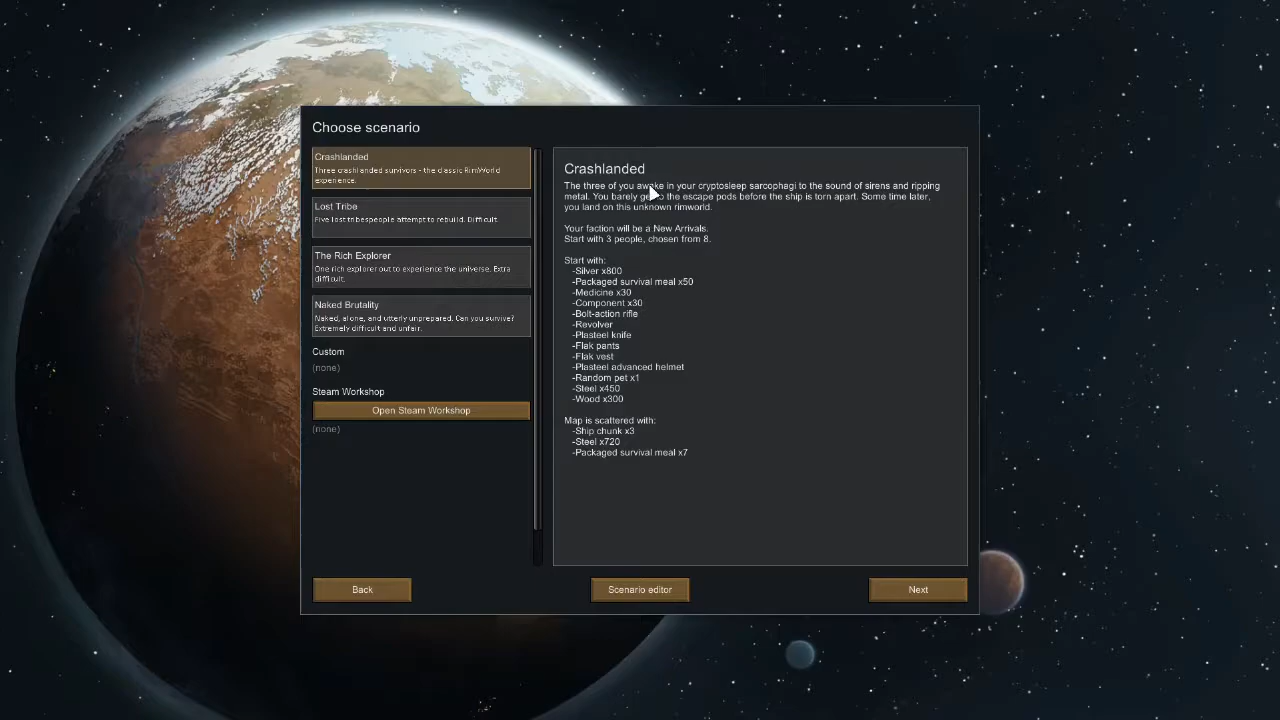 Choose scenario
Crashlanded
Three crashlanded survivors - the classic RimWorld
experience.
Lost Tribe
Five lost tribespeople attempt to rebuild. Difficult.
The Rich Explorer
One rich explorer out to experience the universe. Extra
difficult.
Naked Brutality
Naked, alone, and utterly unprepared. Can you survive?
Extremely difficult and unfair.
Custom
(none)
Steam Workshop
Open Steam Workshop
(none)
Crashlanded
The three of you awake in your cryptosleep sarcophagi to the sound of sirens and ripping
metal. You barely get to the escape pods before the ship is torn apart. Some time later,
you land on this unknown rimworld.
Your faction will be a New Arrivals.
Start with 3 people, chosen from 8.
Start with:
-Silver x800
-Packaged survival meal x50
-Medicine x30
-Component x30
-Bolt-action rifle
-Revolver
-Plasteel knife
-Flak pants
-Flak vest
-Plasteel advanced helmet
-Random pet x1
-Steel x450
-Wood x300
Map is scattered with:
-Ship chunk x3
-Steel x720
-Packaged survival meal x7
Back
Scenario editor
Next